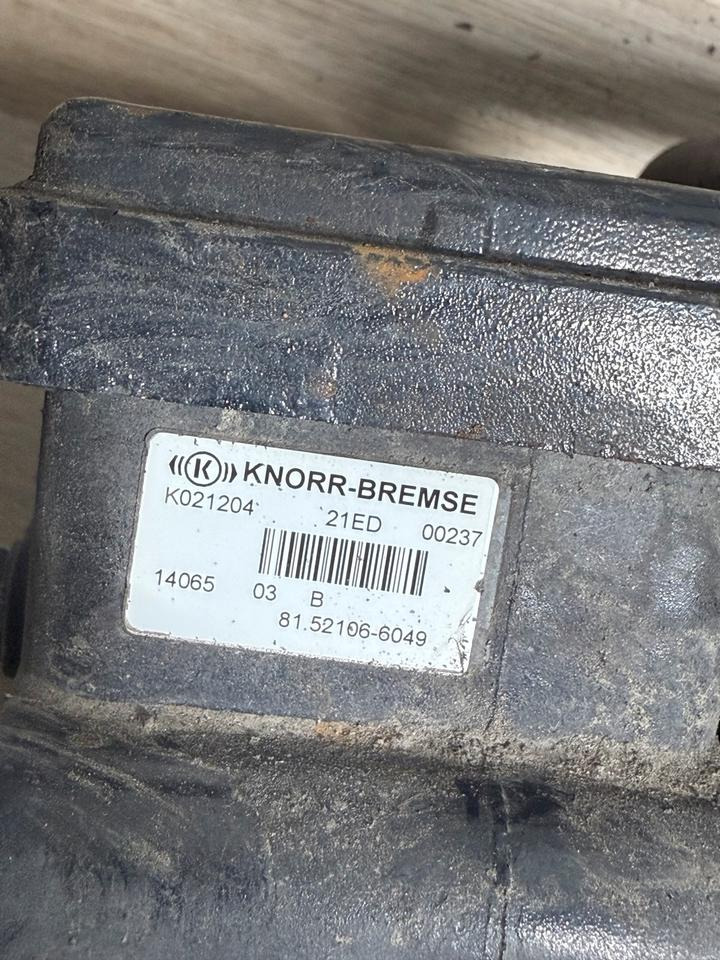 ((K)) KNORR-BREMSE
K021204 21ED 00237
14065 03 B
81.52106-6049